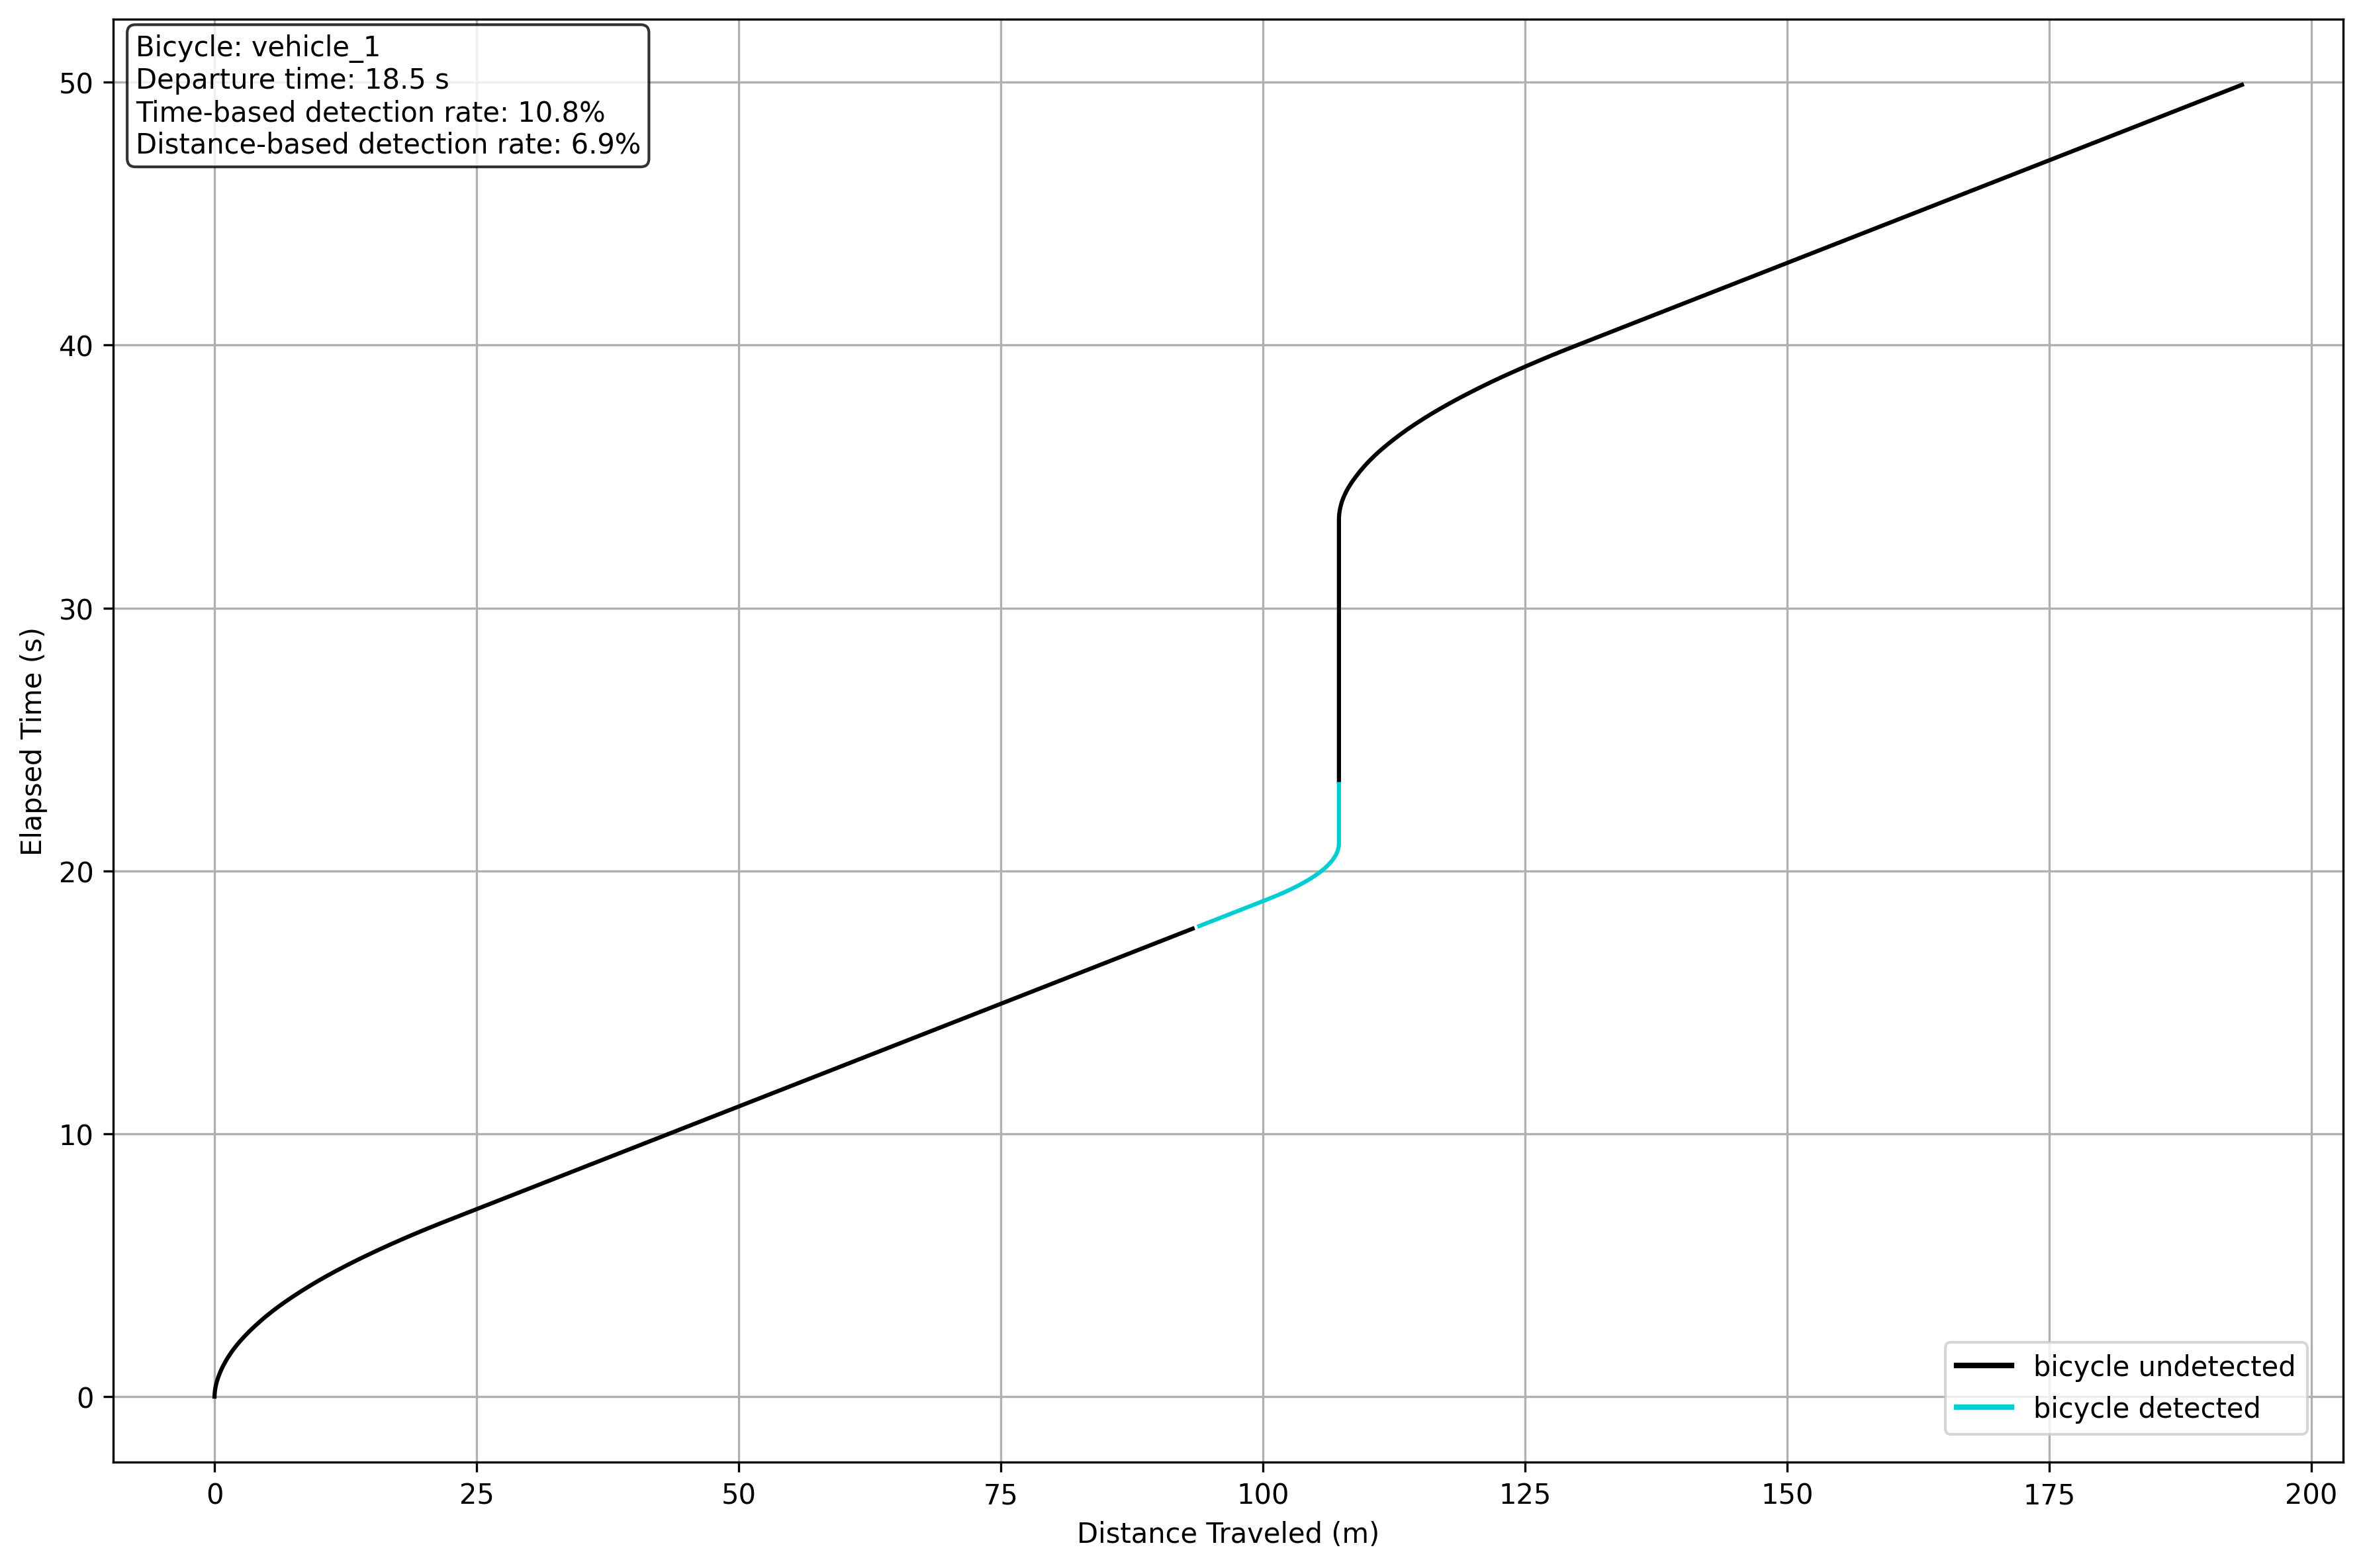 Bicycle: vehicle_1
Departure time: 18.5 s
Time-based detection rate: 10.8%
Distance-based detection rate: 6.9%
50
40
30
20
10
0
Elapsed Time (s)
bicycle undetected
bicycle detected
0 25 50 75 100 125 150 175 200
Distance Traveled (m)